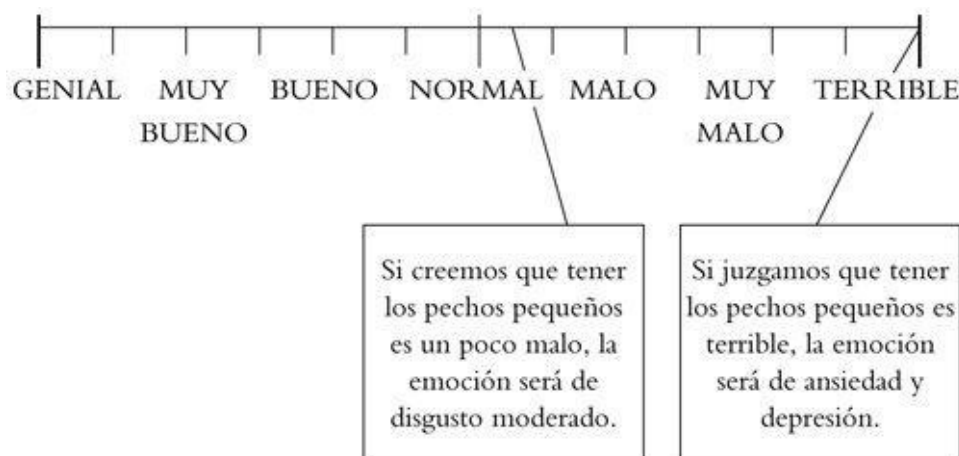 GENIAL MUY BUENO NORMAL MALO MUY TERRIBLE
BUENO MALO
Si creemos que tener
los pechos pequeños
es un poco malo, la
emoción será de
disgusto moderado.
Si juzgamos que tener
los pechos pequeños es
terrible, la emoción
será de ansiedad y
depresión.